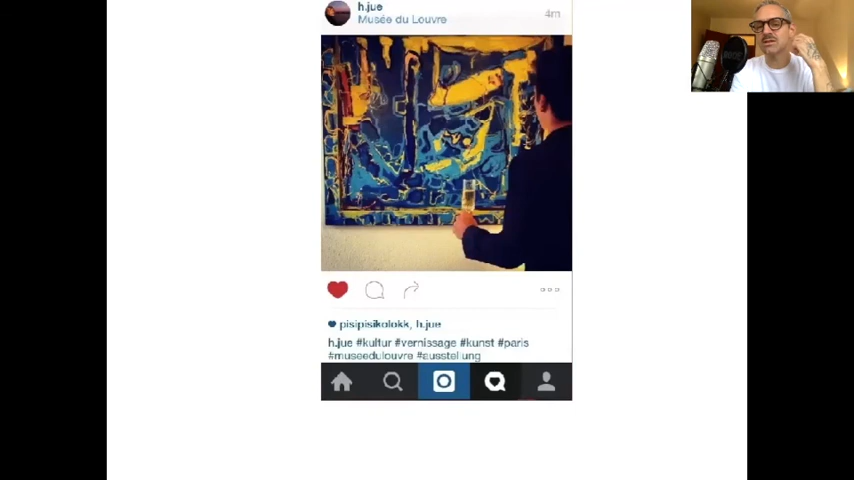 h.jue
Musée du Louvre
4m
pisipisikolokk, h.jue
h.jue #kultur #vernissage #kunst #paris
#museedulouvre #ausstellung